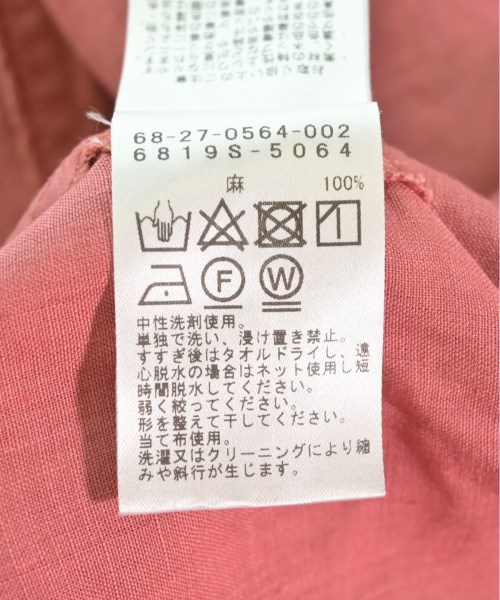 68-27-0564-002
6819S-5064
麻 100%
F W
中性洗剤使用。
単独で洗い、浸け置き禁止。
すすぎ後はタオルドライし、遠
心脱水の場合はネット使用し短
時間脱水してください。
弱く絞ってください。
形を整えて干してください。
当て布使用。
洗濯又はクリーニングにより縮
みや斜行が生じます。